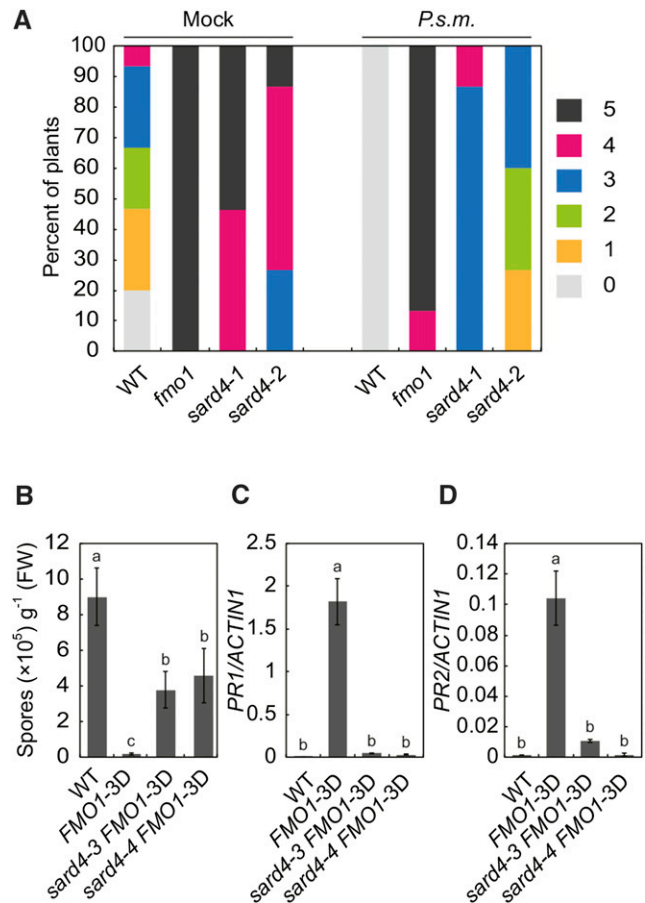 A
Mock
P.s.m.
Percent of plants
100
90
80
70
60
50
40
30
20
10
0
WT
fmo1
sard4-1
sard4-2
WT
fmo1
sard4-1
sard4-2
5
4
3
2
1
0
B
Spores (×10⁵) g⁻¹ (FW)
12
10
8
6
4
2
0
a
c
b
b
WT
FMO1-3D
sard4-3 FMO1-3D
sard4-4 FMO1-3D
C
PR1/ACTIN1
2.5
2
1.5
1
0.5
0
b
a
b
b
WT
FMO1-3D
sard4-3 FMO1-3D
sard4-4 FMO1-3D
D
PR2/ACTIN1
0.14
0.12
0.1
0.08
0.06
0.04
0.02
0
b
a
b
b
WT
FMO1-3D
sard4-3 FMO1-3D
sard4-4 FMO1-3D